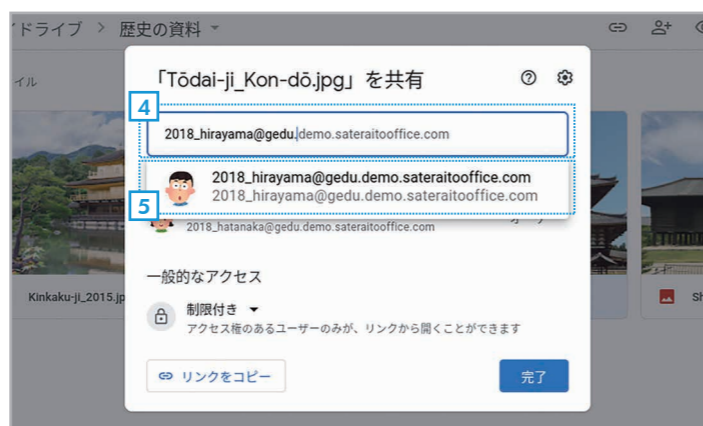 イドライブ > 歴史の資料
イル
「Tōdai-ji_Kon-dō.jpg」を共有
4
2018_hirayama@gedu.demo.sateraitooffice.com
2018_hirayama@gedu.demo.sateraitooffice.com
2018_hirayama@gedu.demo.sateraitooffice.com
5
2018_hatanaka@gedu.demo.sateraitooffice.com
一般的なアクセス
Kinkaku-ji_2015.jp
制限付き
Sh
アクセス権のあるユーザーのみが、リンクから開くことができます
リンクをコピー
完了